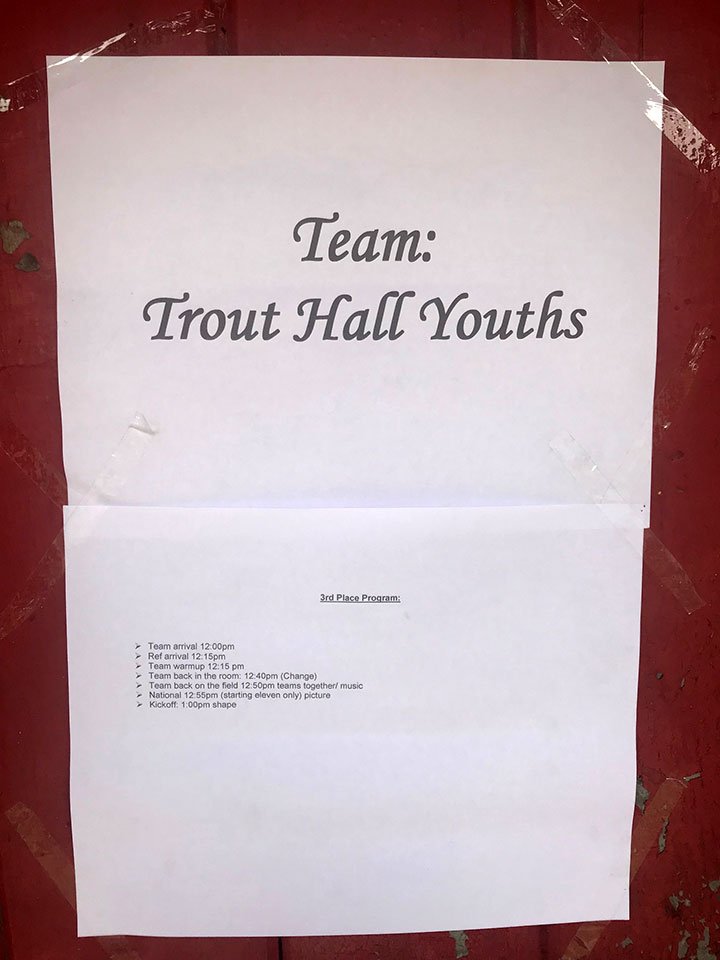 Team:
Trout Hall Youths
3rd Place Program:
➢ Team arrival 12:00pm
➢ Ref arrival 12:15pm
➢ Team warmup 12:15 pm
➢ Team back in the room: 12:40pm (Change)
➢ Team back on the field 12:50pm teams together/ music
➢ National 12:55pm (starting eleven only) picture
➢ Kickoff: 1:00pm shape